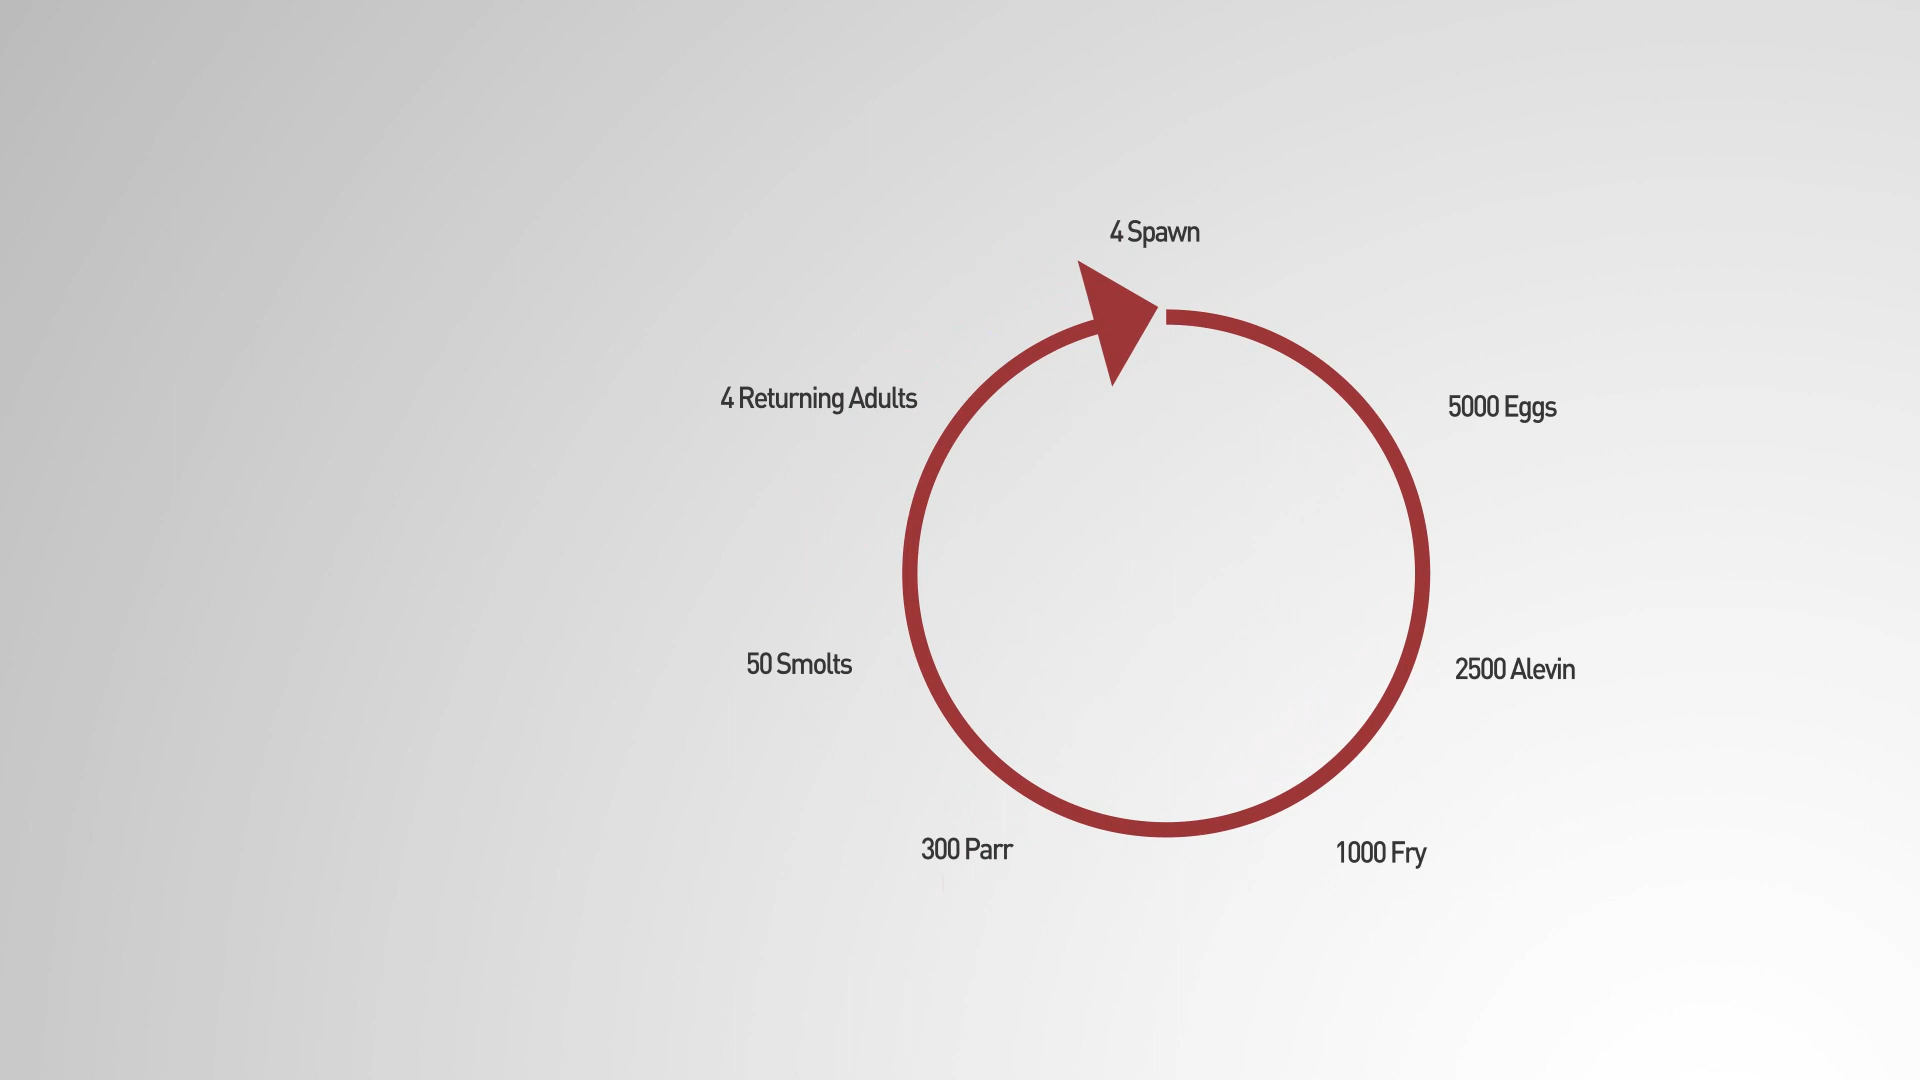 4 Spawn
4 Returning Adults
5000 Eggs
50 Smolts
2500 Alevin
300 Parr
1000 Fry